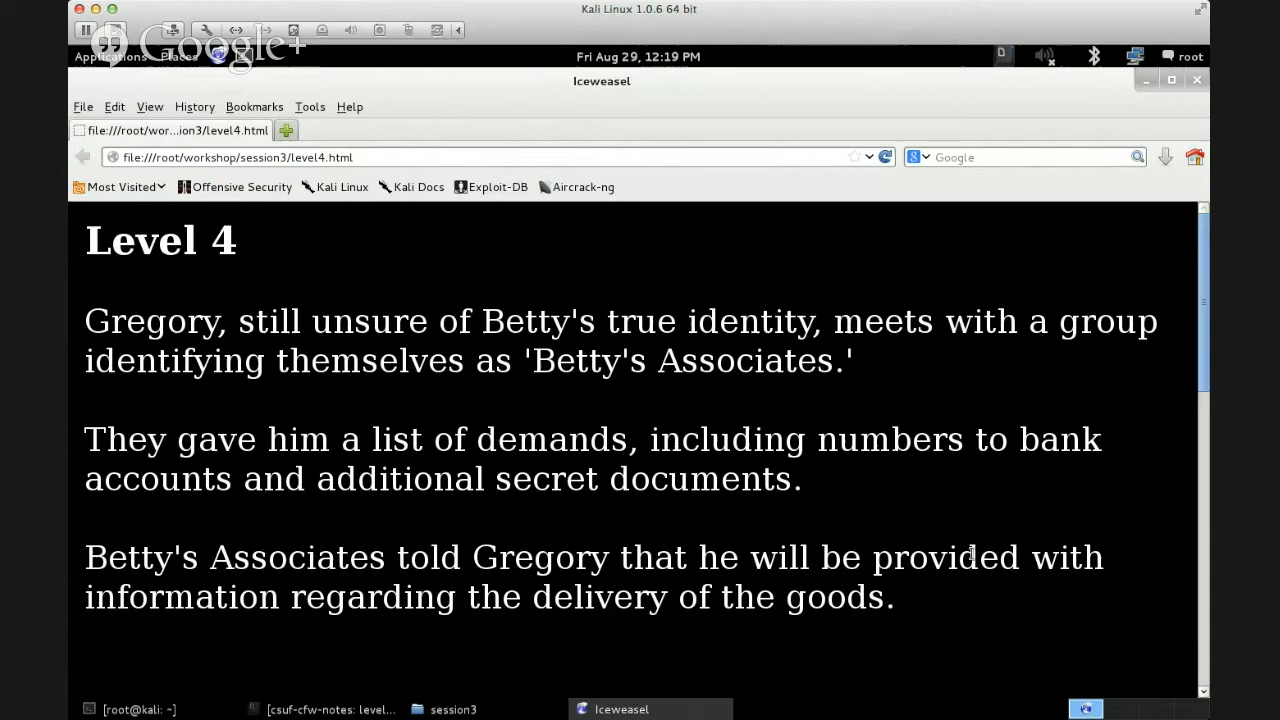 Kali Linux 1.0.6 64 bit
Google+
Applications Places
Fri Aug 29, 12:19 PM
root
Iceweasel
File Edit View History Bookmarks Tools Help
file:///root/wor...ion3/level4.html
file:///root/workshop/session3/level4.html
Google
Most Visited Offensive Security Kali Linux Kali Docs Exploit-DB Aircrack-ng
Level 4
Gregory, still unsure of Betty's true identity, meets with a group
identifying themselves as 'Betty's Associates.'
They gave him a list of demands, including numbers to bank
accounts and additional secret documents.
Betty's Associates told Gregory that he will be provided with
information regarding the delivery of the goods.
[root@kali: ~]
[csuf-cfw-notes: level...
session3
Iceweasel